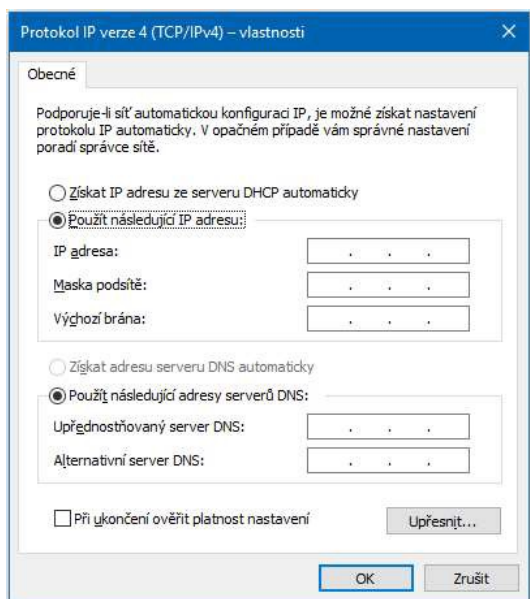 Protokol IP verze 4 (TCP/IPv4) – vlastnosti
Obecné
Podporuje-li síť automatickou konfiguraci IP, je možné získat nastavení
protokolu IP automaticky. V opačném případě vám správné nastavení
poradí správce sítě.
Získat IP adresu ze serveru DHCP automaticky
Použít následující IP adresu:
IP adresa:
Maska podsítě:
Výchozí brána:
Získat adresu serveru DNS automaticky
Použít následující adresy serverů DNS:
Upřednostňovaný server DNS:
Alternativní server DNS:
Při ukončení ověřit platnost nastavení
Upřesnit...
OK
Zrušit